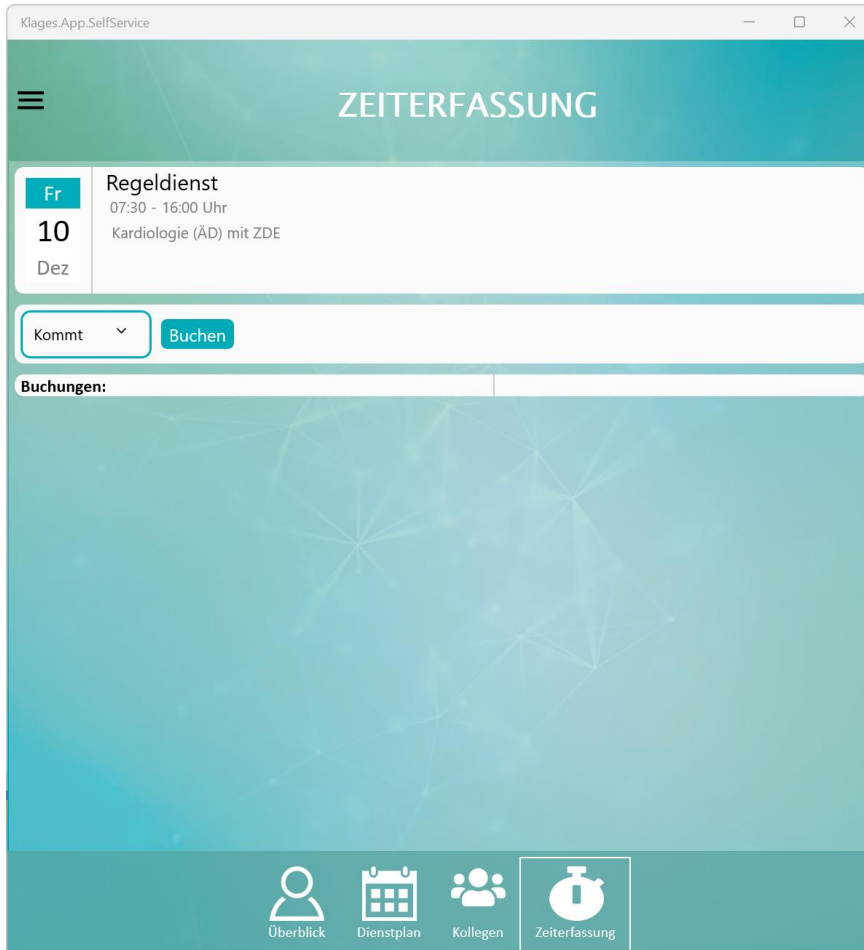 Klages.App.SelfService
ZEITERFASSUNG
Fr
10
Dez
Regeldienst
07:30 - 16:00 Uhr
Kardiologie (ÄD) mit ZDE
Kommt
Buchen
Buchungen:
Überblick
Dienstplan
Kollegen
Zeiterfassung